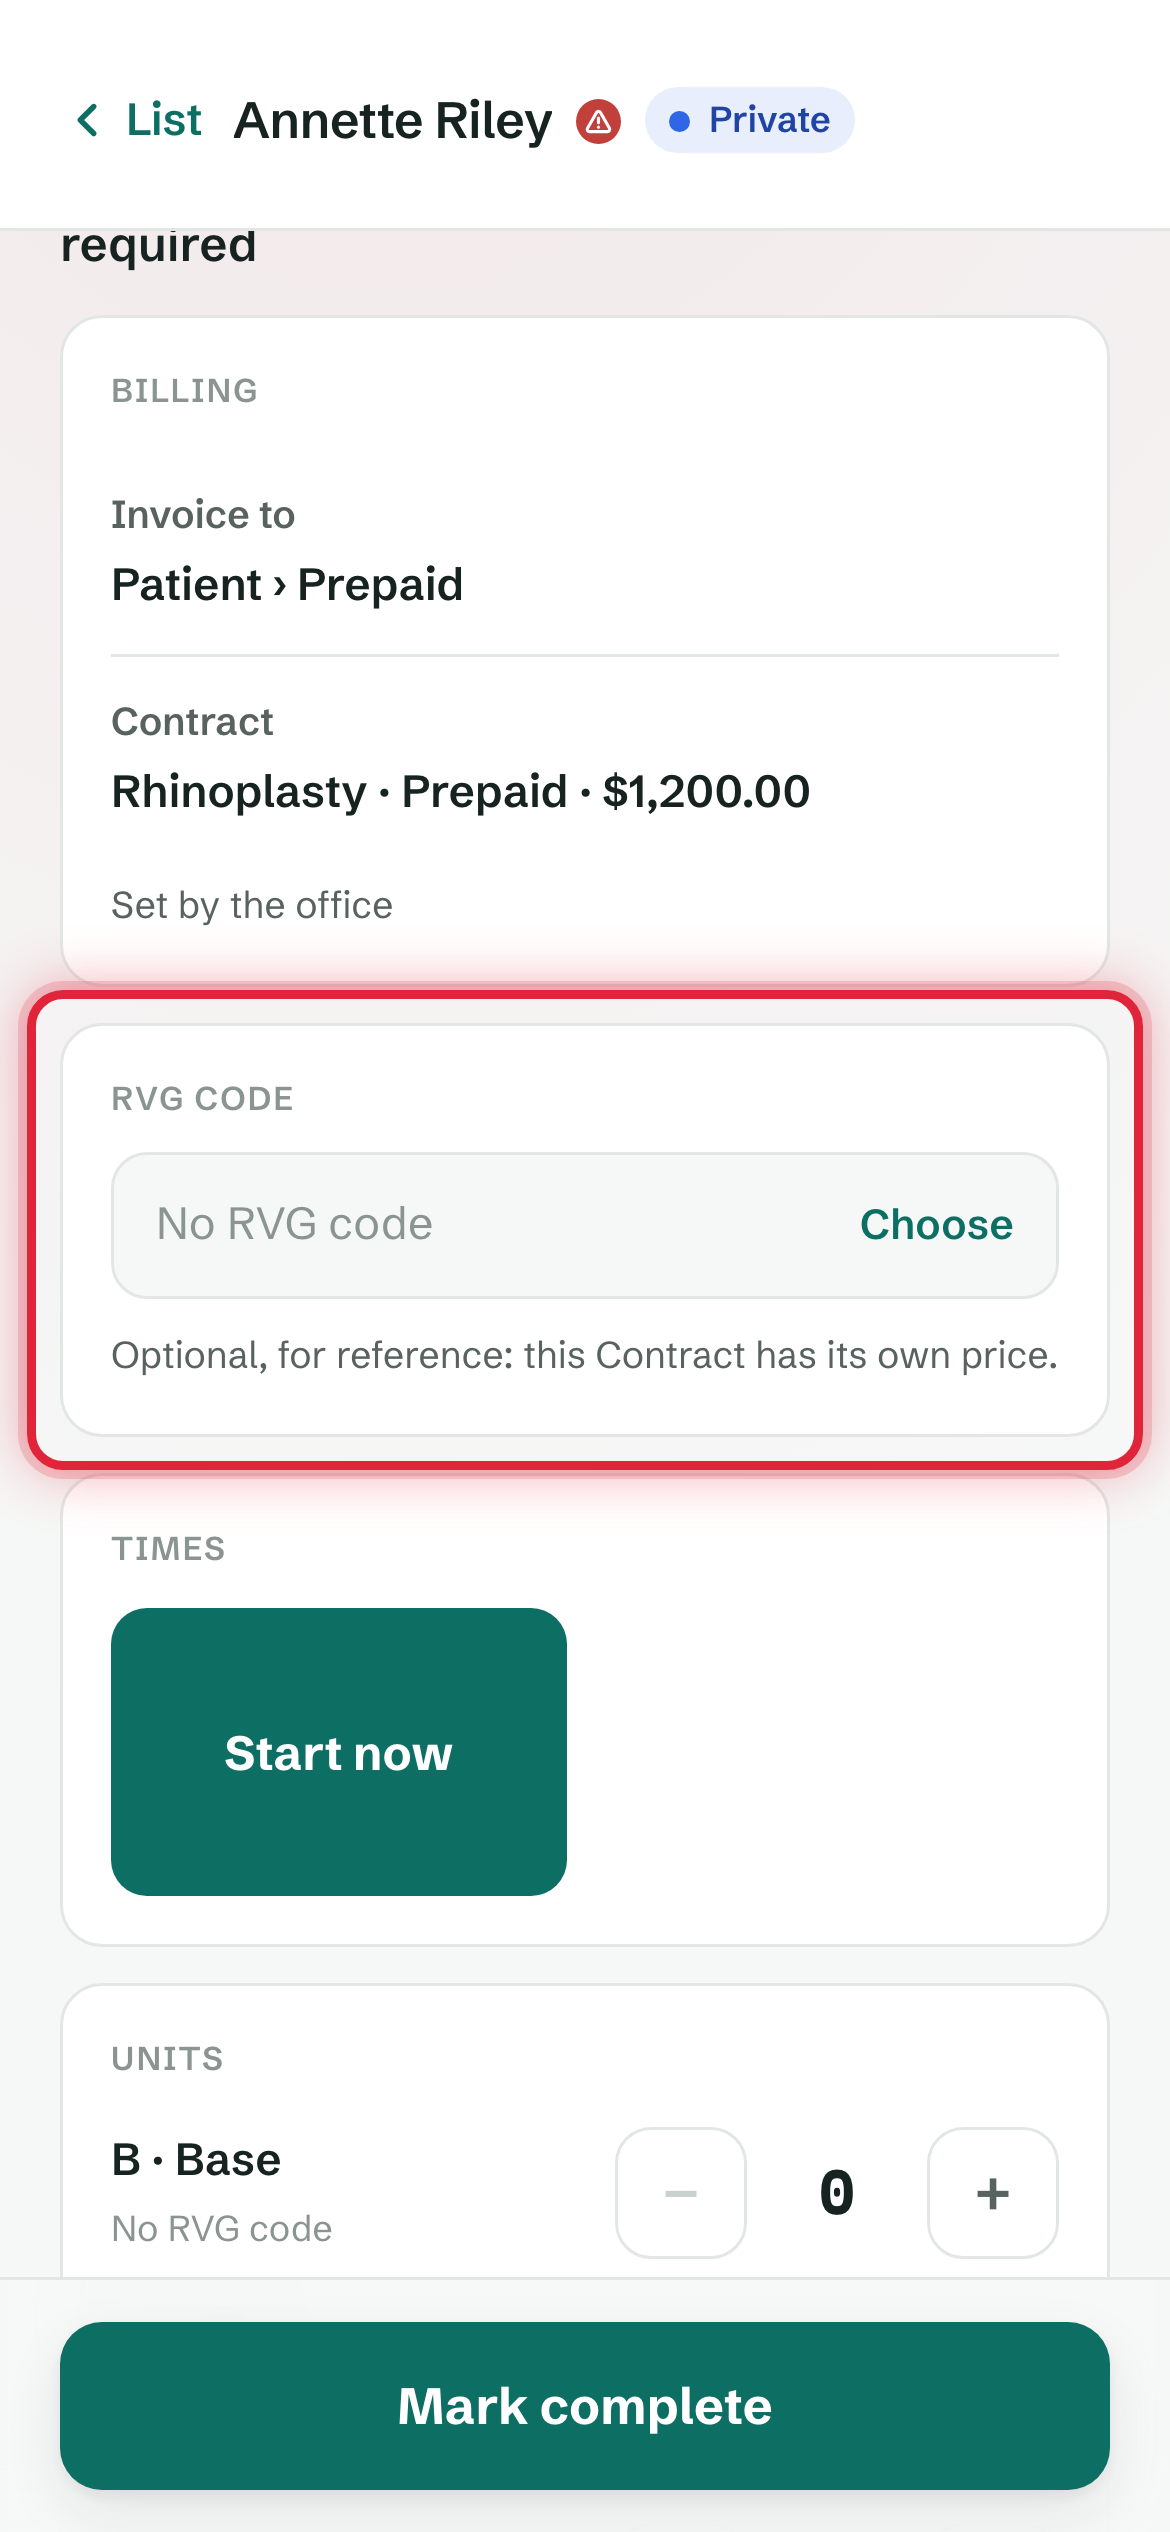 List Annette Riley Private
required
BILLING
Invoice to
Patient › Prepaid
Contract
Rhinoplasty · Prepaid · $1,200.00
Set by the office
RVG CODE
No RVG code Choose
Optional, for reference: this Contract has its own price.
TIMES
Start now
UNITS
B · Base
No RVG code
− 0 +
Mark complete